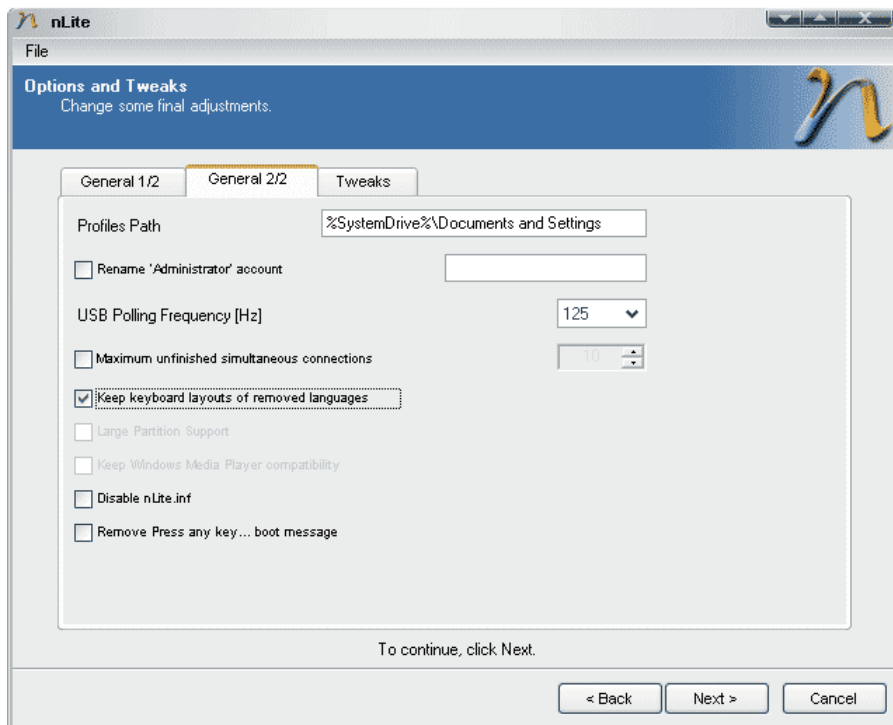 nLite
File
Options and Tweaks
Change some final adjustments.
General 1/2
General 2/2
Tweaks
Profiles Path
%SystemDrive%\Documents and Settings
Rename 'Administrator' account
USB Polling Frequency [Hz]
125
Maximum unfinished simultaneous connections
10
Keep keyboard layouts of removed languages
Large Partition Support
Keep Windows Media Player compatibility
Disable nLite.inf
Remove Press any key... boot message
To continue, click Next.
< Back
Next >
Cancel